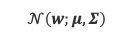 𝒩(𝒘; 𝝁, 𝜮)